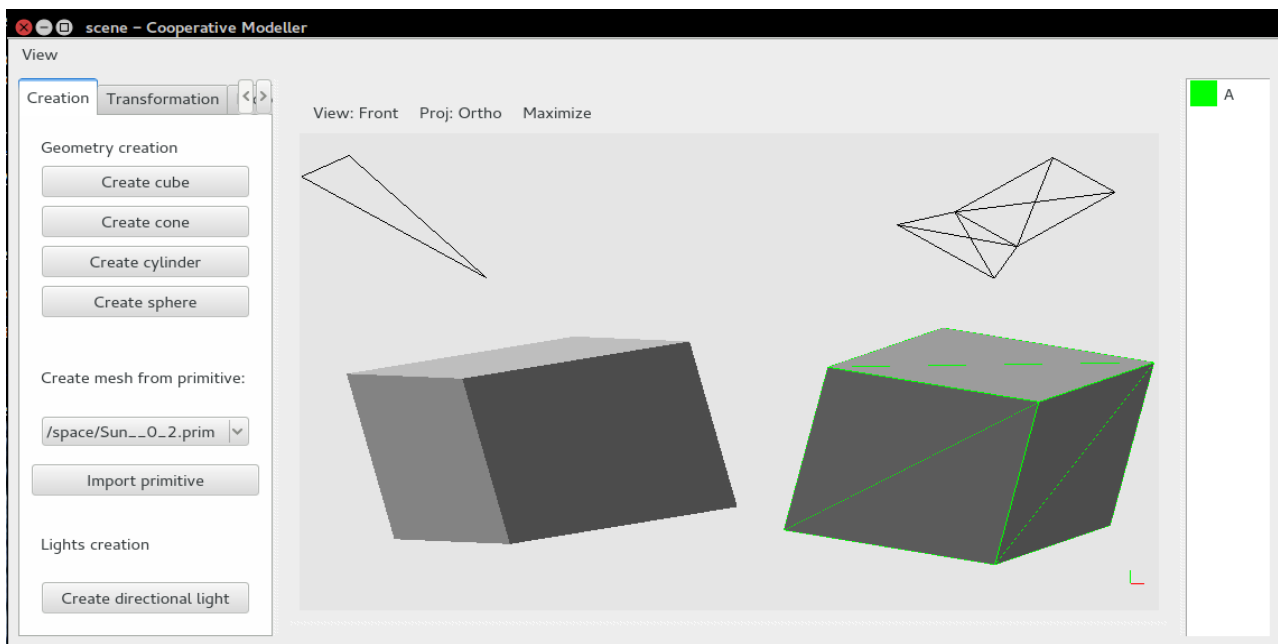 scene – Cooperative Modeller
View
Creation Transformation
View: Front Proj: Ortho Maximize
A
Geometry creation
Create cube
Create cone
Create cylinder
Create sphere
Create mesh from primitive:
/space/Sun__0_2.prim
Import primitive
Lights creation
Create directional light